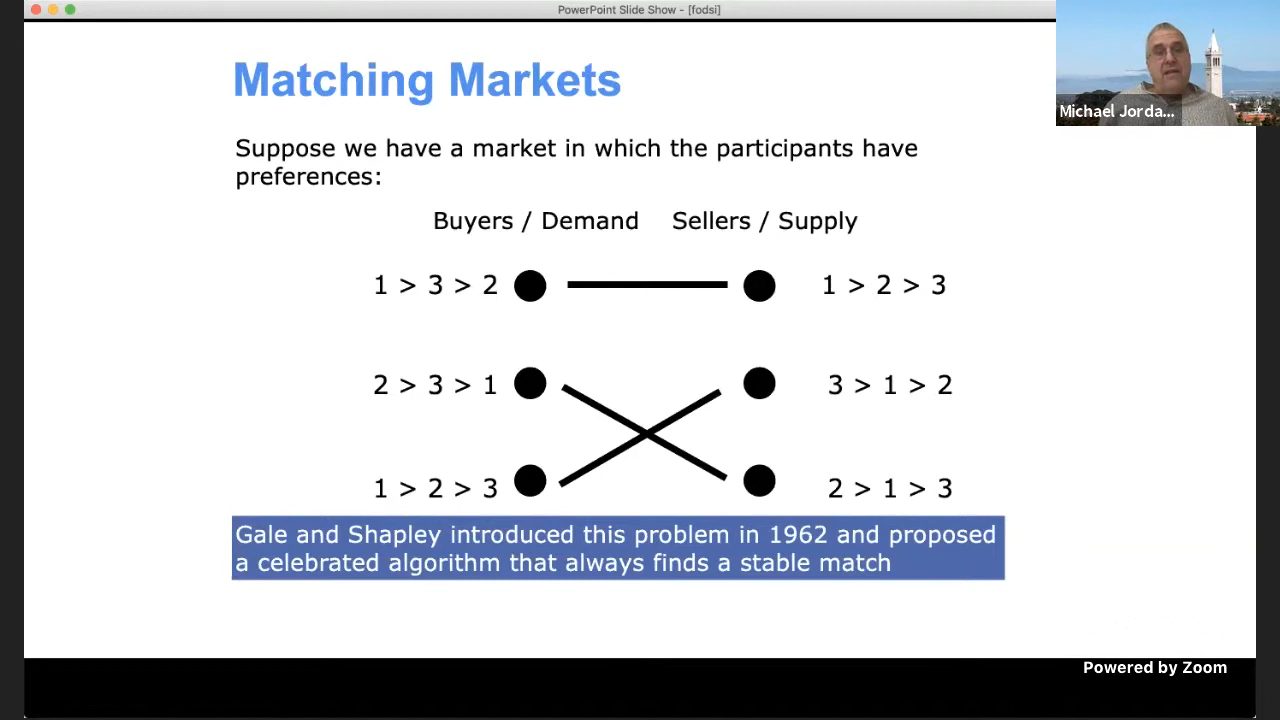 PowerPoint Slide Show - [fodsi]
Matching Markets
Michael Jorda...
Suppose we have a market in which the participants have
preferences:
Buyers / Demand Sellers / Supply
1 > 3 > 2 1 > 2 > 3
2 > 3 > 1 3 > 1 > 2
1 > 2 > 3 2 > 1 > 3
Gale and Shapley introduced this problem in 1962 and proposed
a celebrated algorithm that always finds a stable match
Powered by Zoom